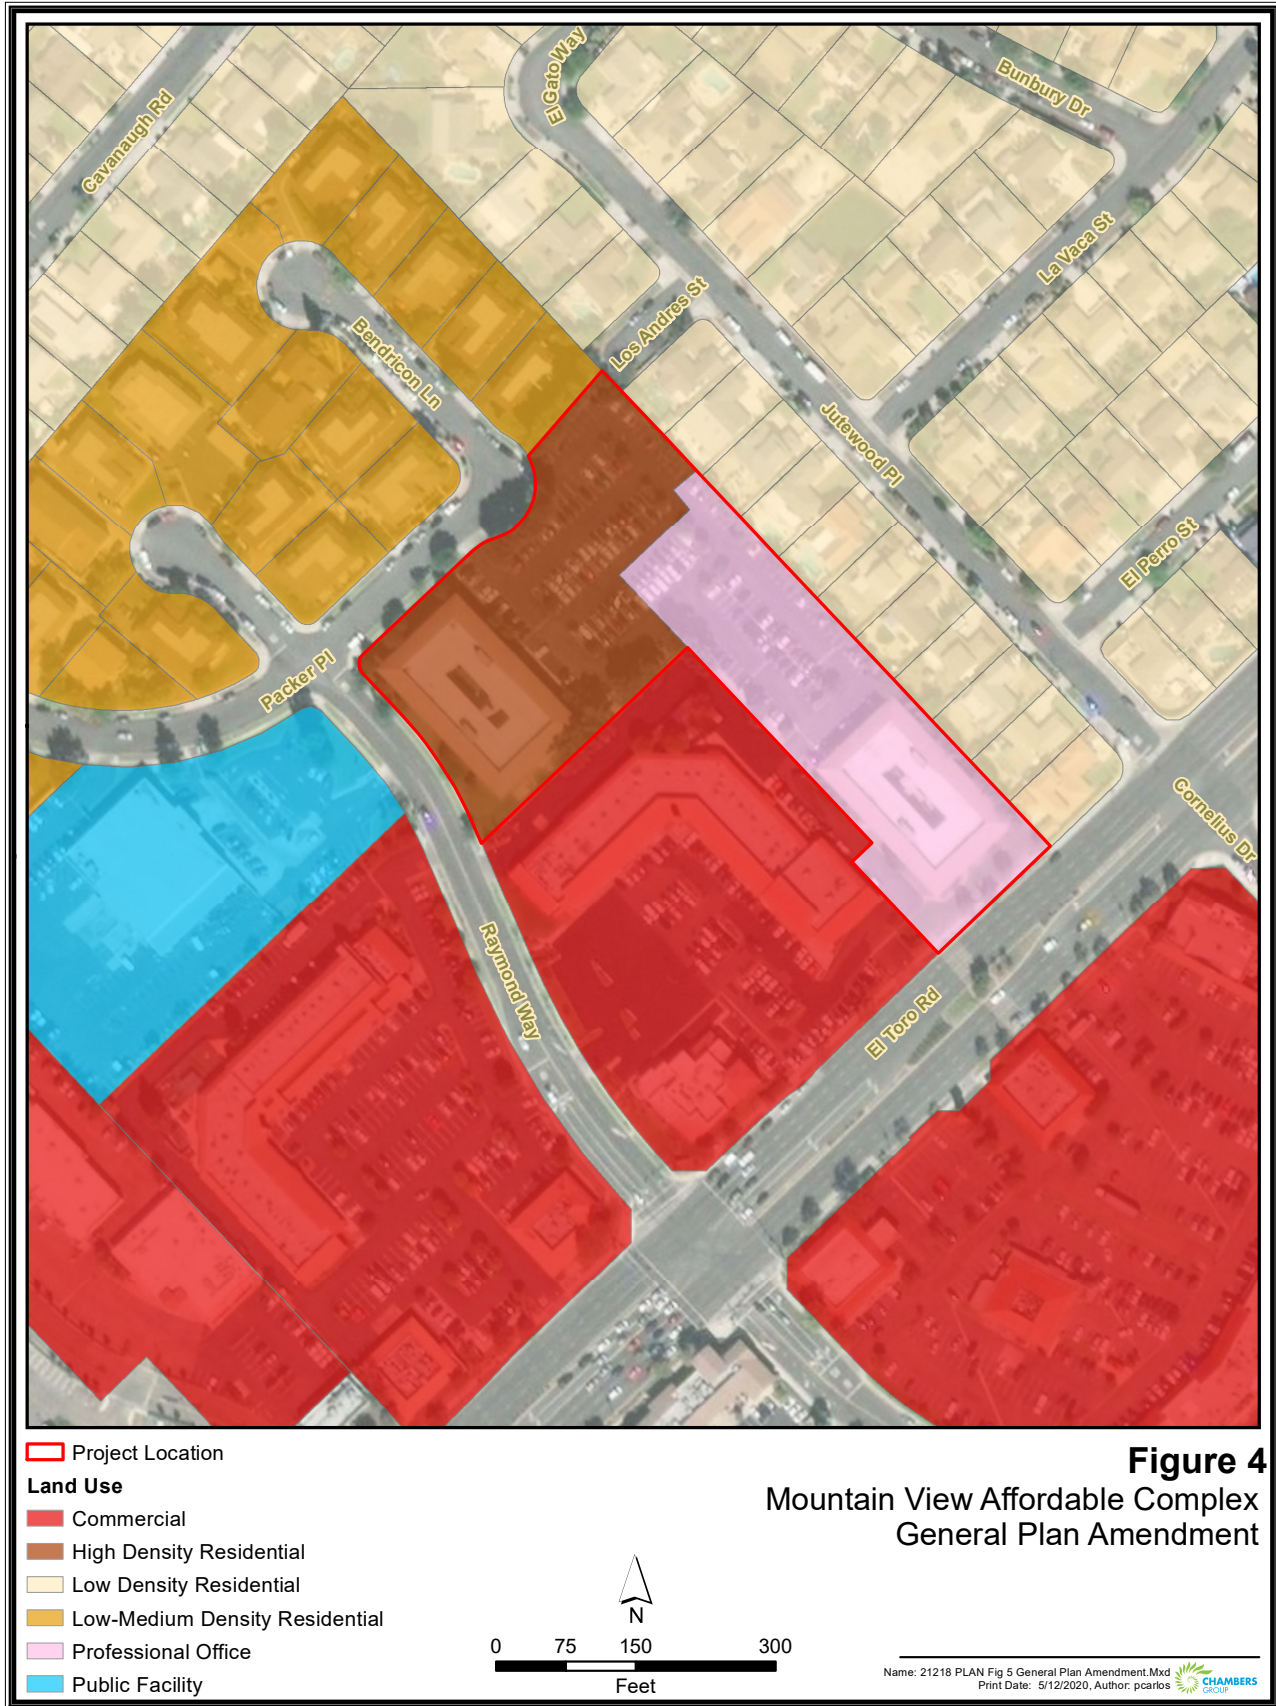 Cavanaugh Rd
El Gato Way
Bunbury Dr
La Vaca St
Los Andres St
Bendricon Ln
Jutewood Pl
El Perro St
Packer Pl
Cornelius Dr
Raymond Way
El Toro Rd
Project Location
Land Use
Commercial
High Density Residential
Low Density Residential
Low-Medium Density Residential
Professional Office
Public Facility
N
0 75 150 300
Feet
Figure 4
Mountain View Affordable Complex
General Plan Amendment
Name: 21218 PLAN Fig 5 General Plan Amendment.Mxd
Print Date: 5/12/2020, Author: pcarlos
CHAMBERS
GROUP